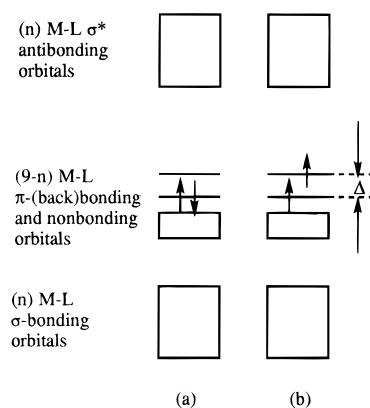 (n) M-L σ*
antibonding
orbitals
(9-n) M-L
π-(back)bonding
and nonbonding
orbitals
Δ
(n) M-L
σ-bonding
orbitals
(a) (b)